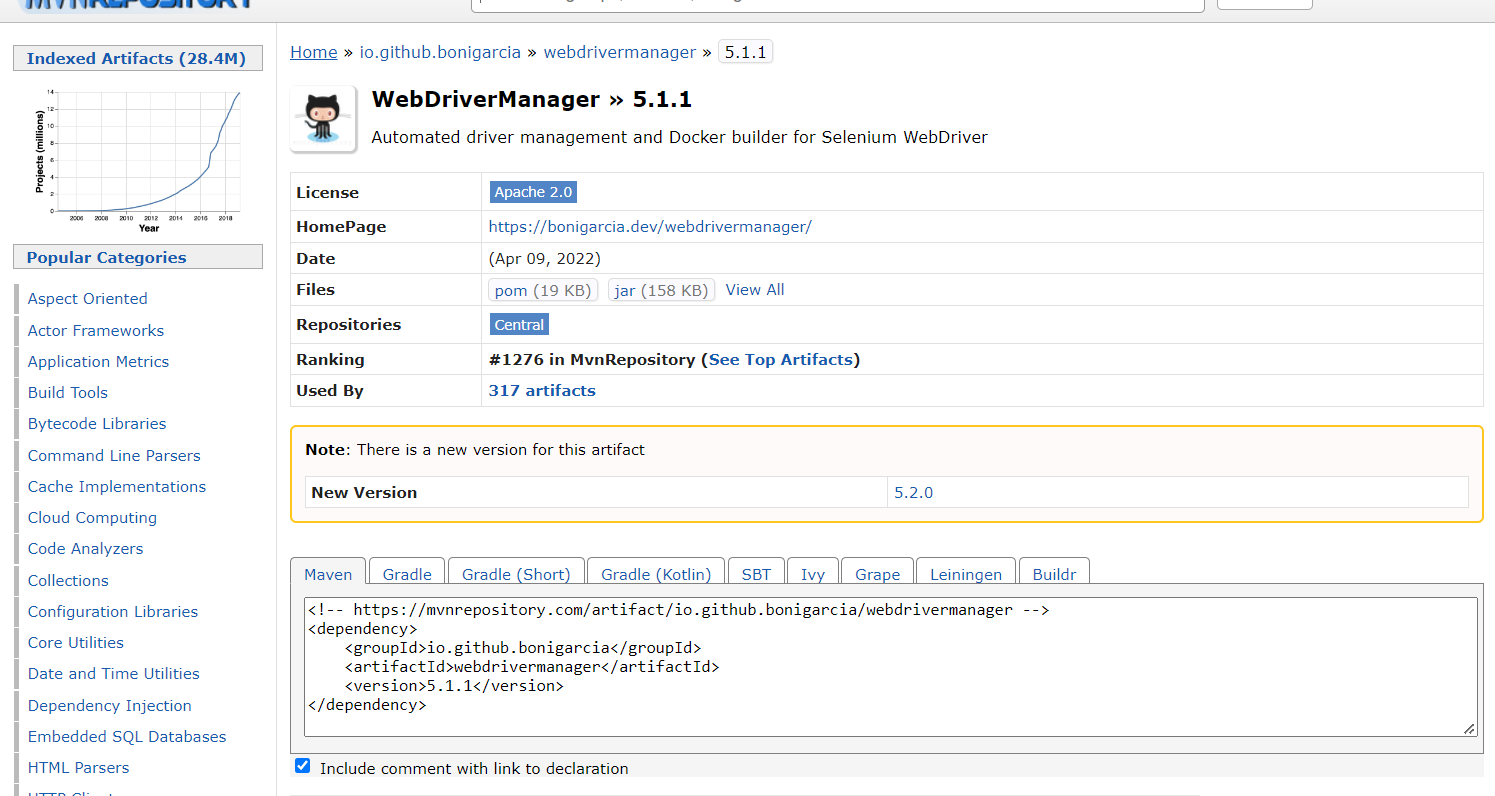 MVNREPOSITORY
Indexed Artifacts (28.4M)
Projects (millions)
14
12
10
8
6
4
2
0
2006 2008 2010 2012 2014 2016 2018
Year
Popular Categories
Aspect Oriented
Actor Frameworks
Application Metrics
Build Tools
Bytecode Libraries
Command Line Parsers
Cache Implementations
Cloud Computing
Code Analyzers
Collections
Configuration Libraries
Core Utilities
Date and Time Utilities
Dependency Injection
Embedded SQL Databases
HTML Parsers
Home » io.github.bonigarcia » webdrivermanager » 5.1.1
WebDriverManager » 5.1.1
Automated driver management and Docker builder for Selenium WebDriver
License Apache 2.0
HomePage https://bonigarcia.dev/webdrivermanager/
Date (Apr 09, 2022)
Files pom (19 KB) jar (158 KB) View All
Repositories Central
Ranking #1276 in MvnRepository (See Top Artifacts)
Used By 317 artifacts
Note: There is a new version for this artifact
New Version 5.2.0
Maven Gradle Gradle (Short) Gradle (Kotlin) SBT Ivy Grape Leiningen Buildr
<!-- https://mvnrepository.com/artifact/io.github.bonigarcia/webdrivermanager -->
<dependency>
    <groupId>io.github.bonigarcia</groupId>
    <artifactId>webdrivermanager</artifactId>
    <version>5.1.1</version>
</dependency>
Include comment with link to declaration